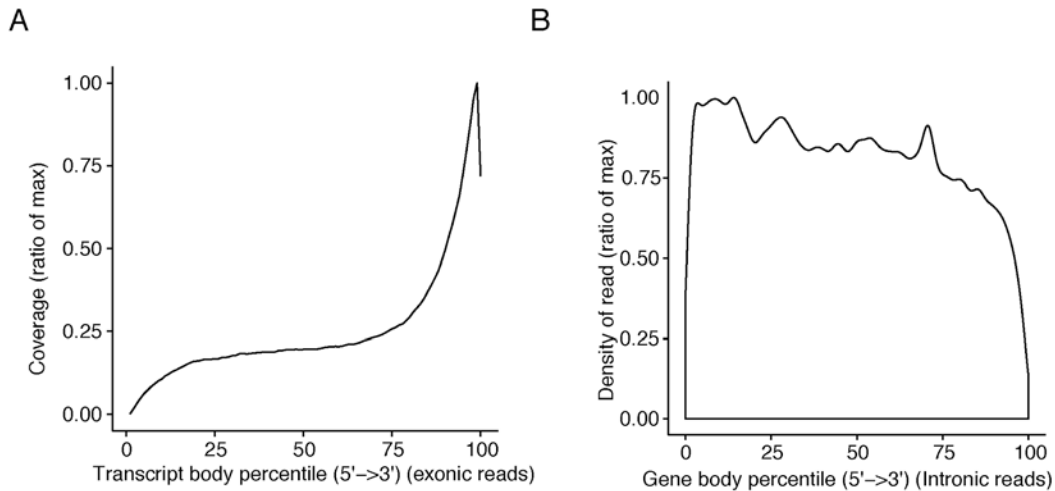 A
1.00
0.75
0.50
0.25
0.00
Coverage (ratio of max)
0 25 50 75 100
Transcript body percentile (5'->3') (exonic reads)
B
1.00
0.75
0.50
0.25
0.00
Density of read (ratio of max)
0 25 50 75 100
Gene body percentile (5'->3') (Intronic reads)